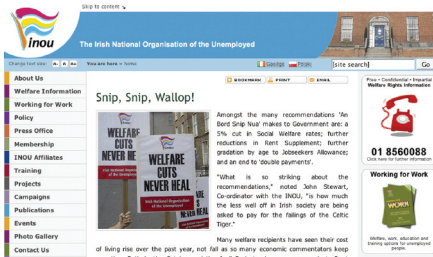 Skip to content
inou
The Irish National Organisation of the Unemployed
Change text size: A- A A+
You are here » home
Gaeilge
Polski
[site search]
Go
About Us
Welfare Information
Working for Work
Policy
Press Office
Membership
INOU Affiliates
Training
Projects
Campaigns
Publications
Events
Photo Gallery
Contact Us
BOOKMARK
PRINT
EMAIL
Snip, Snip, Wallop!
WELFARE
CUTS
NEVER HEAL
WELFARE
CUTS
NEVER HEAL
Amongst the many recommendations 'An
Bord Snip Nua' makes to Government are: a
5% cut in Social Welfare rates; further
reductions in Rent Supplement; further
gradation by age to Jobseekers Allowance;
and an end to 'double payments'.
"What is so striking about the
recommendations," noted John Stewart,
Co-ordinator with the INOU, "is how much
the less well off in Irish society are being
asked to pay for the failings of the Celtic
Tiger."
Many welfare recipients have seen their cost
of living rise over the past year, not fall as so many economic commentators keep
Free • Confidential • Impartial
Welfare Rights Information
01 8560088
Click here for further information
Working for Work
WORK
Welfare, work, education and
training options for unemployed
people.